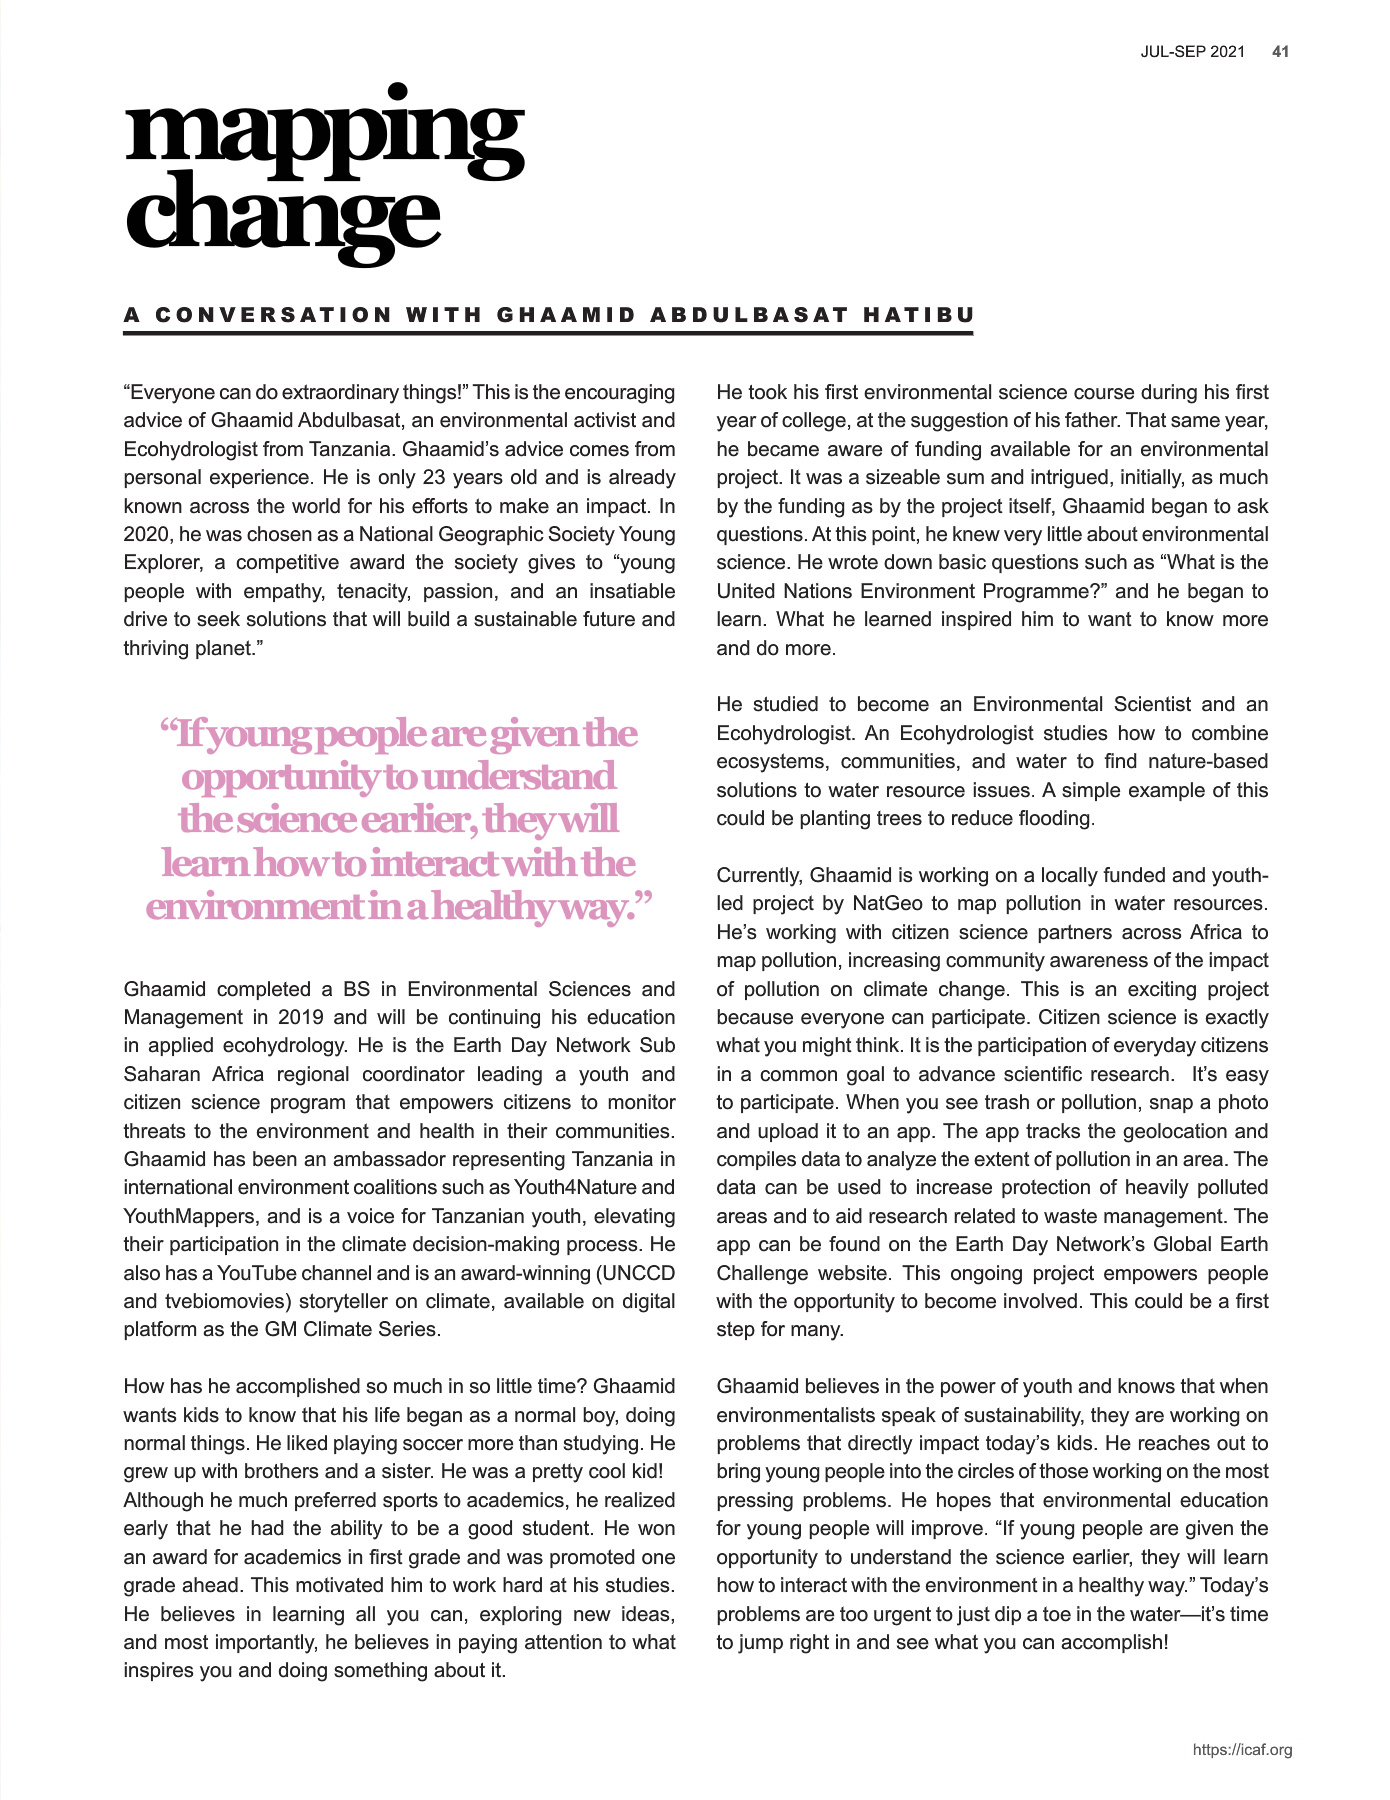 JUL-SEP 2021 41
mapping
change
A CONVERSATION WITH GHAAMID ABDULBASAT HATIBU
“Everyone can do extraordinary things!” This is the encouraging
advice of Ghaamid Abdulbasat, an environmental activist and
Ecohydrologist from Tanzania. Ghaamid’s advice comes from
personal experience. He is only 23 years old and is already
known across the world for his efforts to make an impact. In
2020, he was chosen as a National Geographic Society Young
Explorer, a competitive award the society gives to “young
people with empathy, tenacity, passion, and an insatiable
drive to seek solutions that will build a sustainable future and
thriving planet.”
“If young people are given the
opportunity to understand
the science earlier, they will
learn how to interact with the
environment in a healthy way.”
Ghaamid completed a BS in Environmental Sciences and
Management in 2019 and will be continuing his education
in applied ecohydrology. He is the Earth Day Network Sub
Saharan Africa regional coordinator leading a youth and
citizen science program that empowers citizens to monitor
threats to the environment and health in their communities.
Ghaamid has been an ambassador representing Tanzania in
international environment coalitions such as Youth4Nature and
YouthMappers, and is a voice for Tanzanian youth, elevating
their participation in the climate decision-making process. He
also has a YouTube channel and is an award-winning (UNCCD
and tvebiomovies) storyteller on climate, available on digital
platform as the GM Climate Series.
How has he accomplished so much in so little time? Ghaamid
wants kids to know that his life began as a normal boy, doing
normal things. He liked playing soccer more than studying. He
grew up with brothers and a sister. He was a pretty cool kid!
Although he much preferred sports to academics, he realized
early that he had the ability to be a good student. He won
an award for academics in first grade and was promoted one
grade ahead. This motivated him to work hard at his studies.
He believes in learning all you can, exploring new ideas,
and most importantly, he believes in paying attention to what
inspires you and doing something about it.
He took his first environmental science course during his first
year of college, at the suggestion of his father. That same year,
he became aware of funding available for an environmental
project. It was a sizeable sum and intrigued, initially, as much
by the funding as by the project itself, Ghaamid began to ask
questions. At this point, he knew very little about environmental
science. He wrote down basic questions such as “What is the
United Nations Environment Programme?” and he began to
learn. What he learned inspired him to want to know more
and do more.
He studied to become an Environmental Scientist and an
Ecohydrologist. An Ecohydrologist studies how to combine
ecosystems, communities, and water to find nature-based
solutions to water resource issues. A simple example of this
could be planting trees to reduce flooding.
Currently, Ghaamid is working on a locally funded and youth-
led project by NatGeo to map pollution in water resources.
He’s working with citizen science partners across Africa to
map pollution, increasing community awareness of the impact
of pollution on climate change. This is an exciting project
because everyone can participate. Citizen science is exactly
what you might think. It is the participation of everyday citizens
in a common goal to advance scientific research. It’s easy
to participate. When you see trash or pollution, snap a photo
and upload it to an app. The app tracks the geolocation and
compiles data to analyze the extent of pollution in an area. The
data can be used to increase protection of heavily polluted
areas and to aid research related to waste management. The
app can be found on the Earth Day Network’s Global Earth
Challenge website. This ongoing project empowers people
with the opportunity to become involved. This could be a first
step for many.
Ghaamid believes in the power of youth and knows that when
environmentalists speak of sustainability, they are working on
problems that directly impact today’s kids. He reaches out to
bring young people into the circles of those working on the most
pressing problems. He hopes that environmental education
for young people will improve. “If young people are given the
opportunity to understand the science earlier, they will learn
how to interact with the environment in a healthy way.” Today’s
problems are too urgent to just dip a toe in the water—it’s time
to jump right in and see what you can accomplish!
https://icaf.org